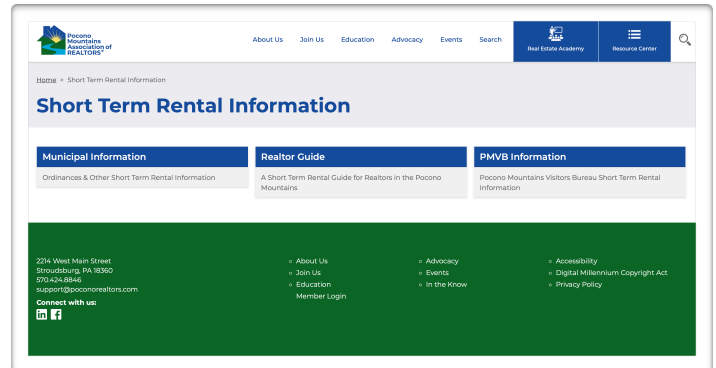 Pocono
Mountains
Association of
REALTORS®
About Us
Join Us
Education
Advocacy
Events
Search
Real Estate Academy
Resource Center
Home > Short Term Rental Information
Short Term Rental Information
Municipal Information
Ordinances & Other Short Term Rental Information
Realtor Guide
A Short Term Rental Guide for Realtors in the Pocono
Mountains
PMVB Information
Pocono Mountains Visitors Bureau Short Term Rental
Information
2214 West Main Street
Stroudsburg, PA 18360
570.424.8846
support@poconorealtors.com
Connect with us:
in f
About Us
Join Us
Education
Member Login
Advocacy
Events
In the Know
Accessibility
Digital Millennium Copyright Act
Privacy Policy